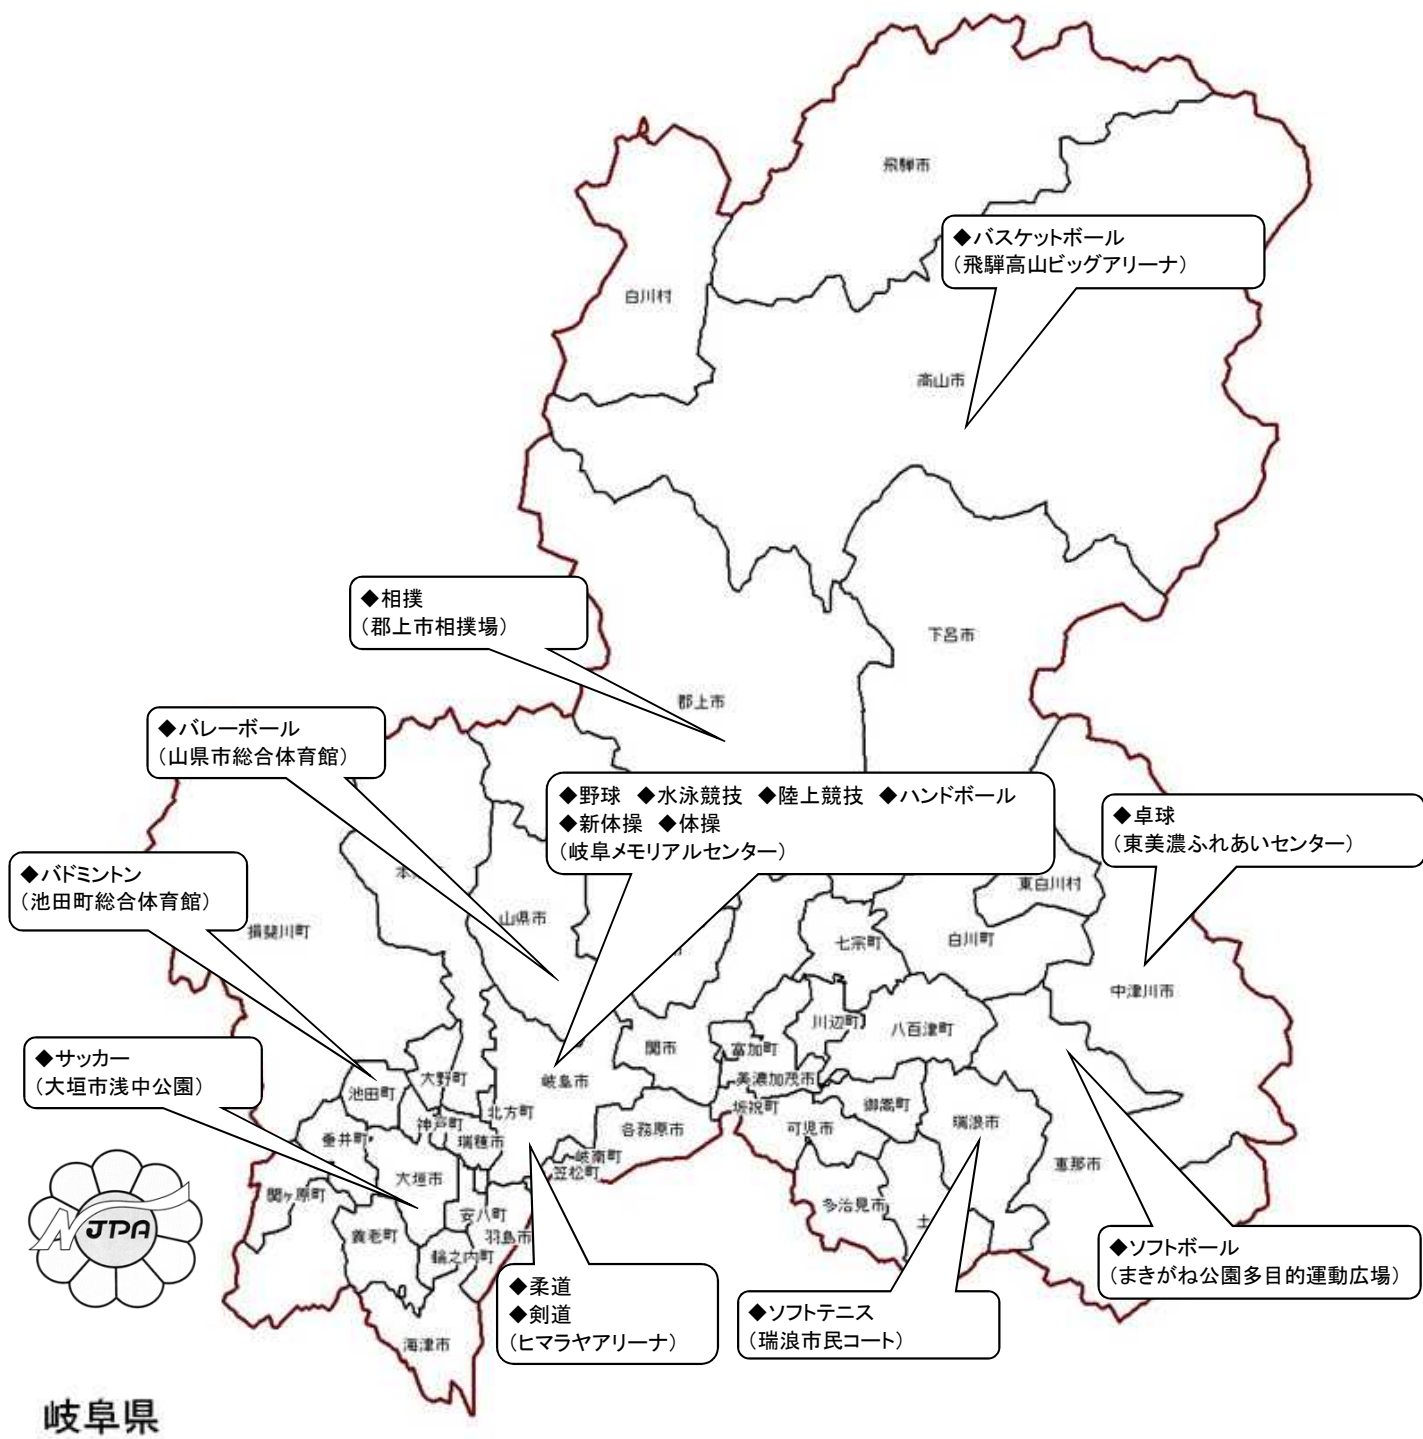 飛騨市
◆バスケットボール
（飛騨高山ビッグアリーナ）
白川村
高山市
◆相撲
（郡上市相撲場）
下呂市
郡上市
◆バレーボール
（山県市総合体育館）
◆野球 ◆水泳競技 ◆陸上競技 ◆ハンドボール
◆新体操 ◆体操
（岐阜メモリアルセンター）
◆卓球
（東美濃ふれあいセンター）
◆バドミントン
（池田町総合体育館）
本
東白川村
山県市
揖斐川町
七宗町
白川町
中津川市
川辺町
八百津町
◆サッカー
（大垣市浅中公園）
関市
富加町
大野町
岐阜市
美濃加茂市
池田町
坂祝町
御嵩町
北方町
神戸町
瑞穂市
各務原市
可児市
瑞浪市
垂井町
岐南町
笠松町
恵那市
大垣市
関ヶ原町
多治見市
安八町
土
養老町
羽島市
輪之内町
JPA
◆柔道
◆剣道
（ヒマラヤアリーナ）
◆ソフトテニス
（瑞浪市民コート）
◆ソフトボール
（まきがね公園多目的運動広場）
海津市
岐阜県